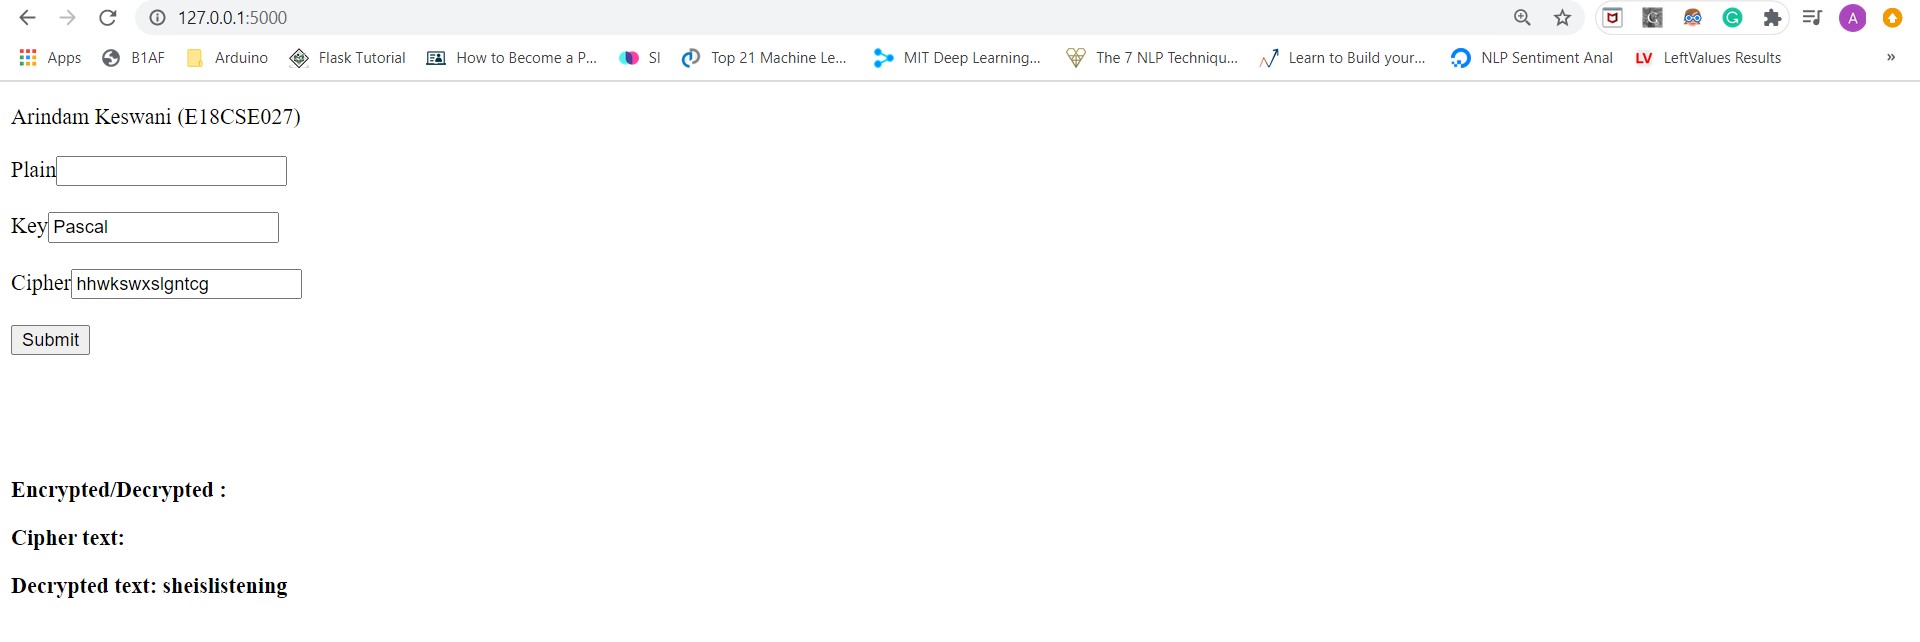 127.0.0.1:5000
A
Apps B1AF Arduino Flask Tutorial How to Become a P... SI Top 21 Machine Le... MIT Deep Learning... The 7 NLP Techniqu... Learn to Build your... NLP Sentiment Anal LV LeftValues Results »
Arindam Keswani (E18CSE027)
Plain
Key Pascal
Cipher hhwkswxslgntcg
Submit
Encrypted/Decrypted :
Cipher text:
Decrypted text: sheislistening